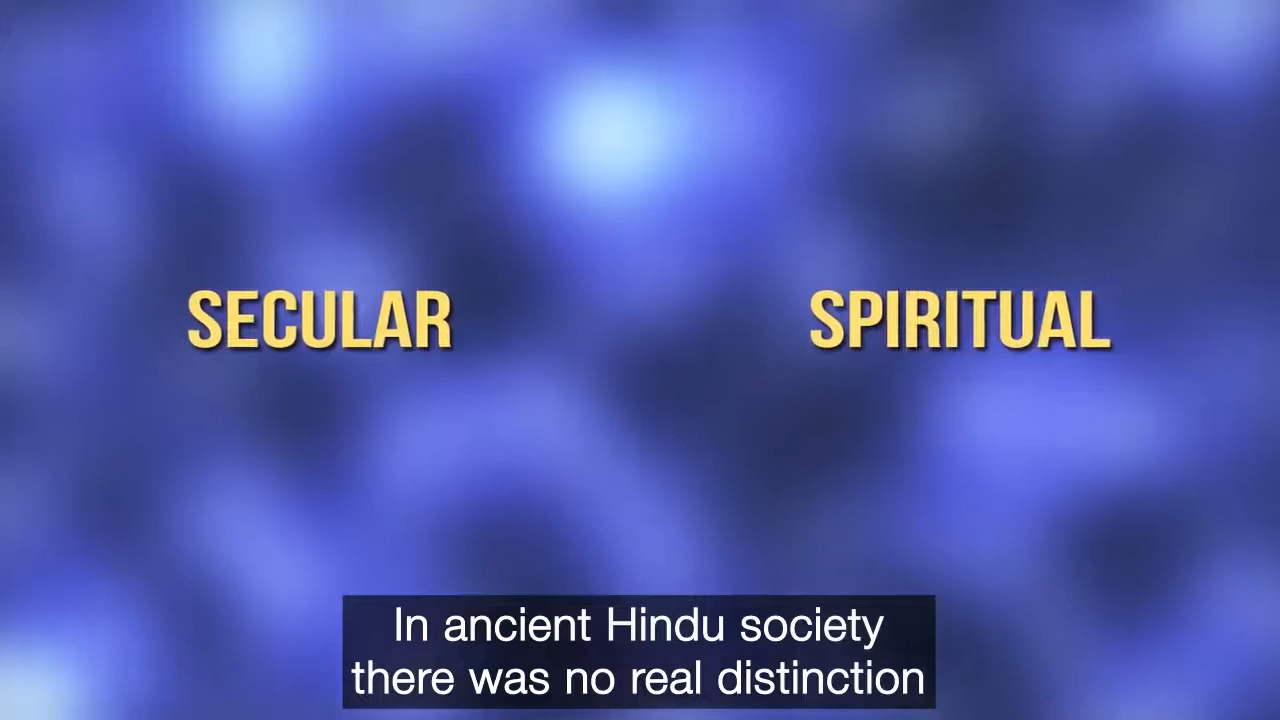 SECULAR
SPIRITUAL
In ancient Hindu society
there was no real distinction